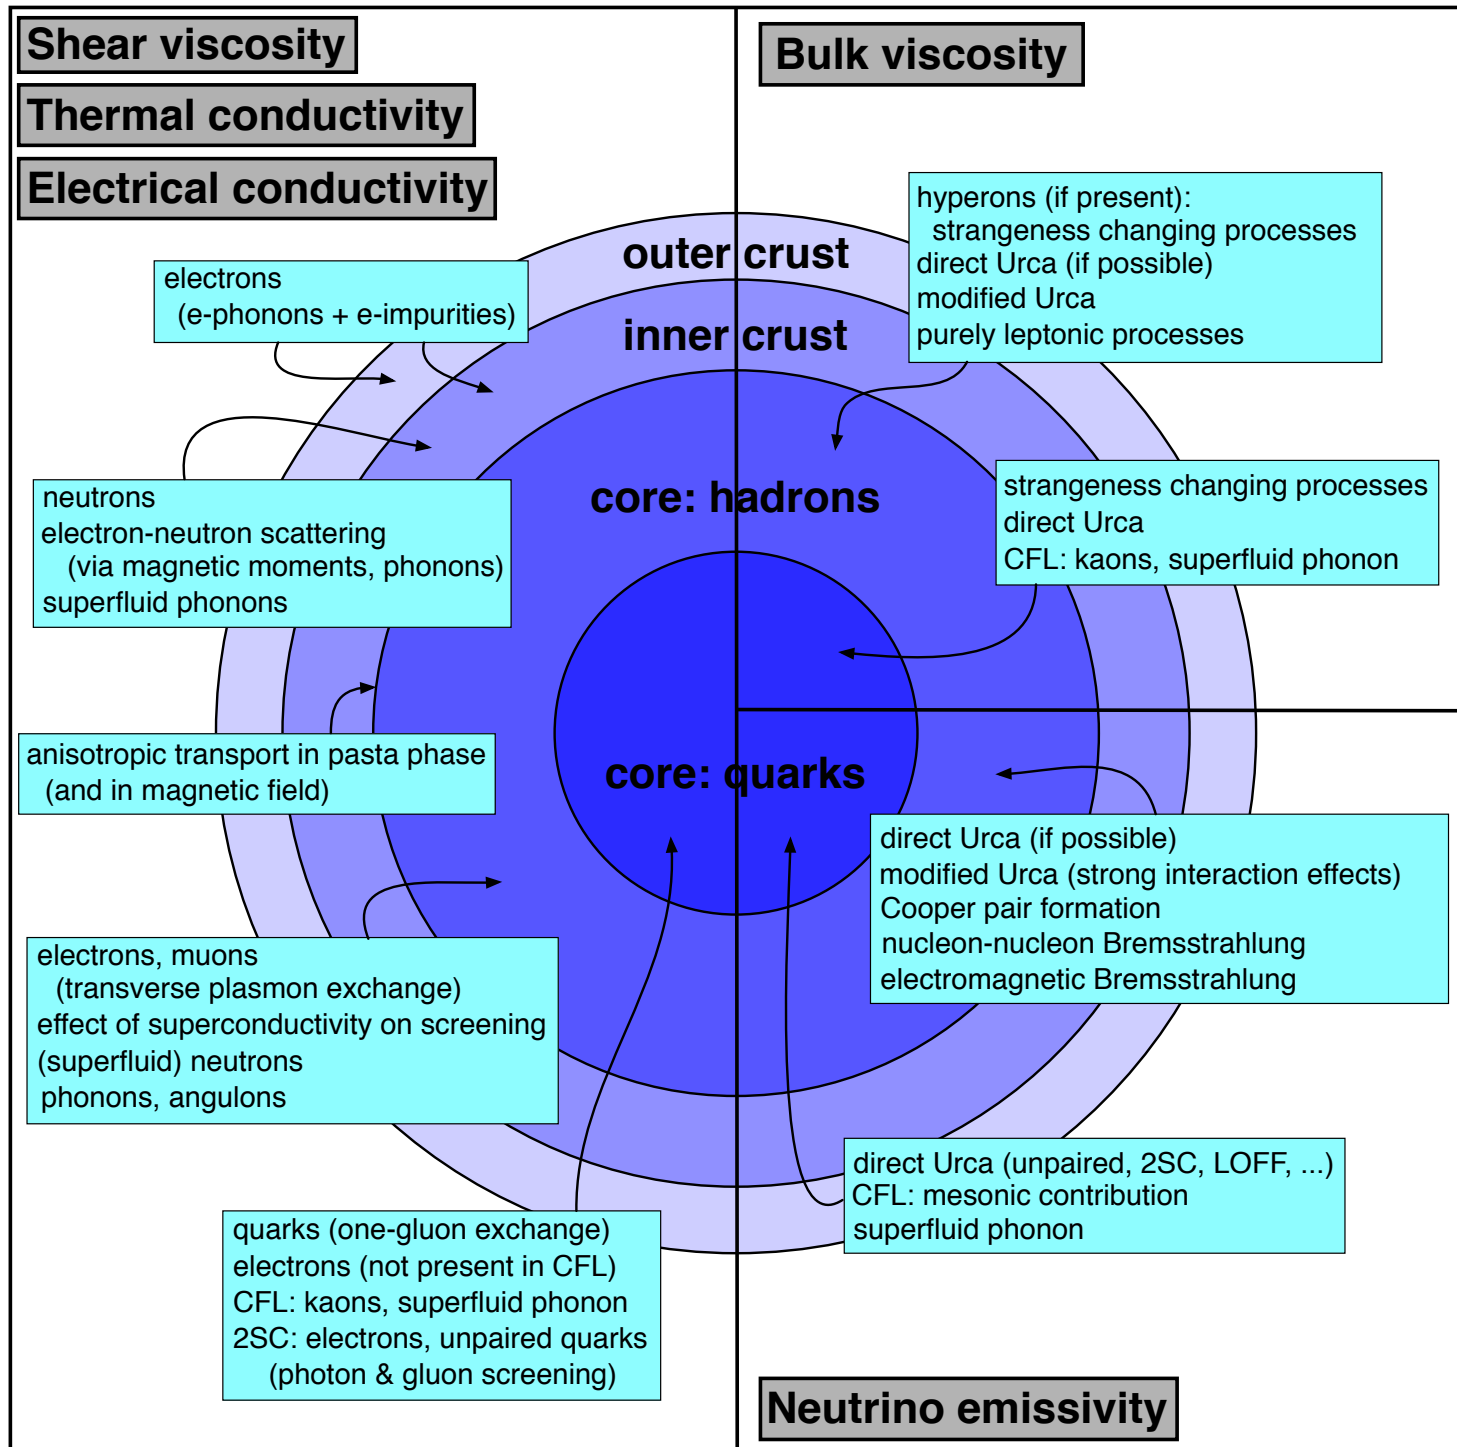 Shear viscosity
Thermal conductivity
Electrical conductivity
Bulk viscosity
outer crust
inner crust
core: hadrons
core: quarks
electrons
(e-phonons + e-impurities)
neutrons
electron-neutron scattering
(via magnetic moments, phonons)
superfluid phonons
anisotropic transport in pasta phase
(and in magnetic field)
electrons, muons
(transverse plasmon exchange)
effect of superconductivity on screening
(superfluid) neutrons
phonons, angulons
quarks (one-gluon exchange)
electrons (not present in CFL)
CFL: kaons, superfluid phonon
2SC: electrons, unpaired quarks
(photon & gluon screening)
hyperons (if present):
strangeness changing processes
direct Urca (if possible)
modified Urca
purely leptonic processes
strangeness changing processes
direct Urca
CFL: kaons, superfluid phonon
direct Urca (if possible)
modified Urca (strong interaction effects)
Cooper pair formation
nucleon-nucleon Bremsstrahlung
electromagnetic Bremsstrahlung
direct Urca (unpaired, 2SC, LOFF, ...)
CFL: mesonic contribution
superfluid phonon
Neutrino emissivity